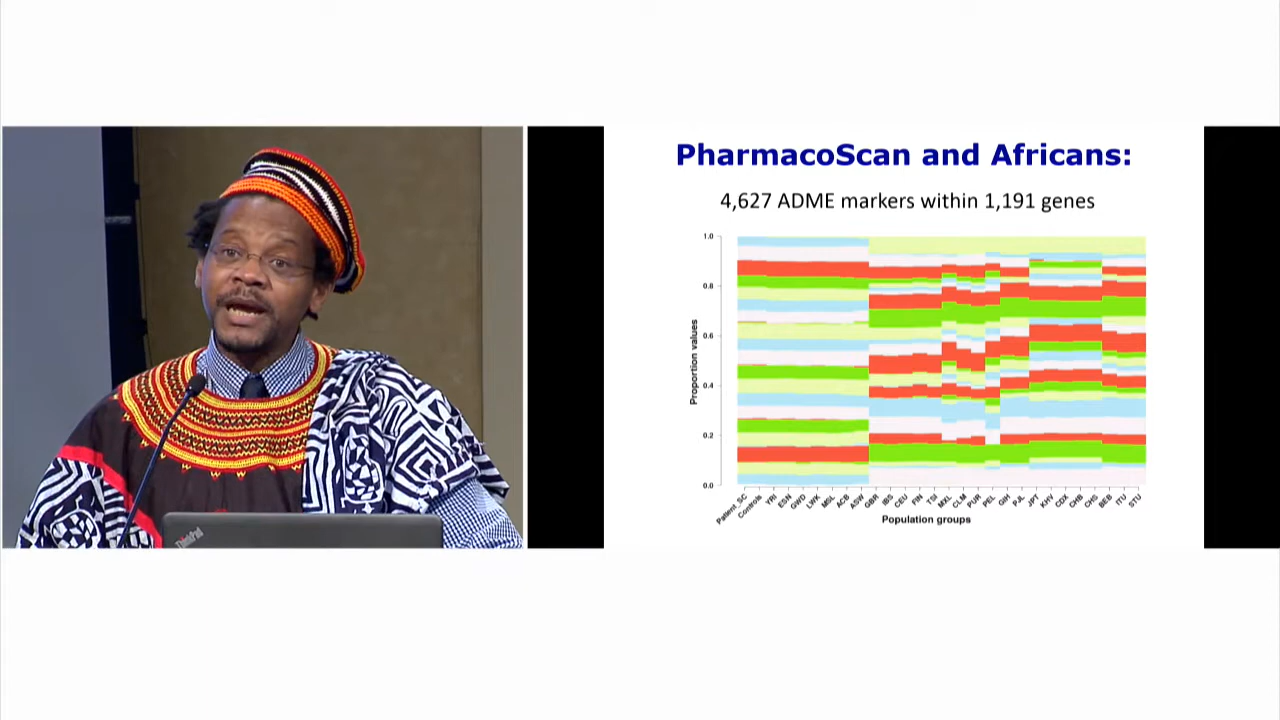 PharmacoScan and Africans:
4,627 ADME markers within 1,191 genes
1.0
0.8
0.6
0.4
0.2
0.0
Proportion values
Patient_SC
Controls
YRI
ESN
GWD
LWK
MSL
ACB
ASW
GBR
IBS
CEU
FIN
TSI
MXL
CLM
PUR
PEL
GIH
PJL
JPT
KHV
CDX
CHB
CHS
BEB
ITU
STU
Population groups
ThinkPad